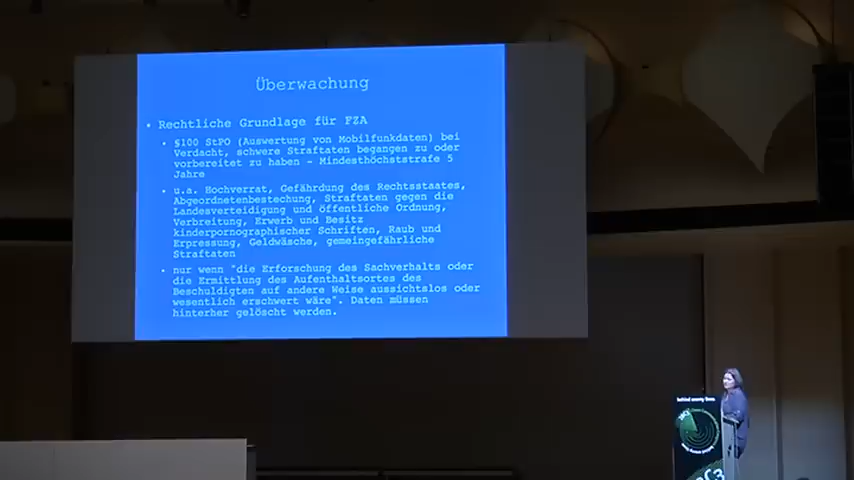 Überwachung
• Rechtliche Grundlage für FZA
• §100 StPO (Auswertung von Mobilfunkdaten) bei
Verdacht, schwere Straftaten begangen zu oder
vorbereitet zu haben – Mindesthöchststrafe 5
Jahre
• u.a. Hochverrat, Gefährdung des Rechtsstaates,
Abgeordnetenbestechung, Straftaten gegen die
Landesverteidigung und öffentliche Ordnung,
Verbreitung, Erwerb und Besitz
kinderpornographischer Schriften, Raub und
Erpressung, Geldwäsche, gemeingefährliche
Straftaten
• nur wenn "die Erforschung des Sachverhalts oder
die Ermittlung des Aufenthaltsortes des
Beschuldigten auf andere Weise aussichtslos oder
wesentlich erschwert wäre". Daten müssen
hinterher gelöscht werden.
behind enemy lines